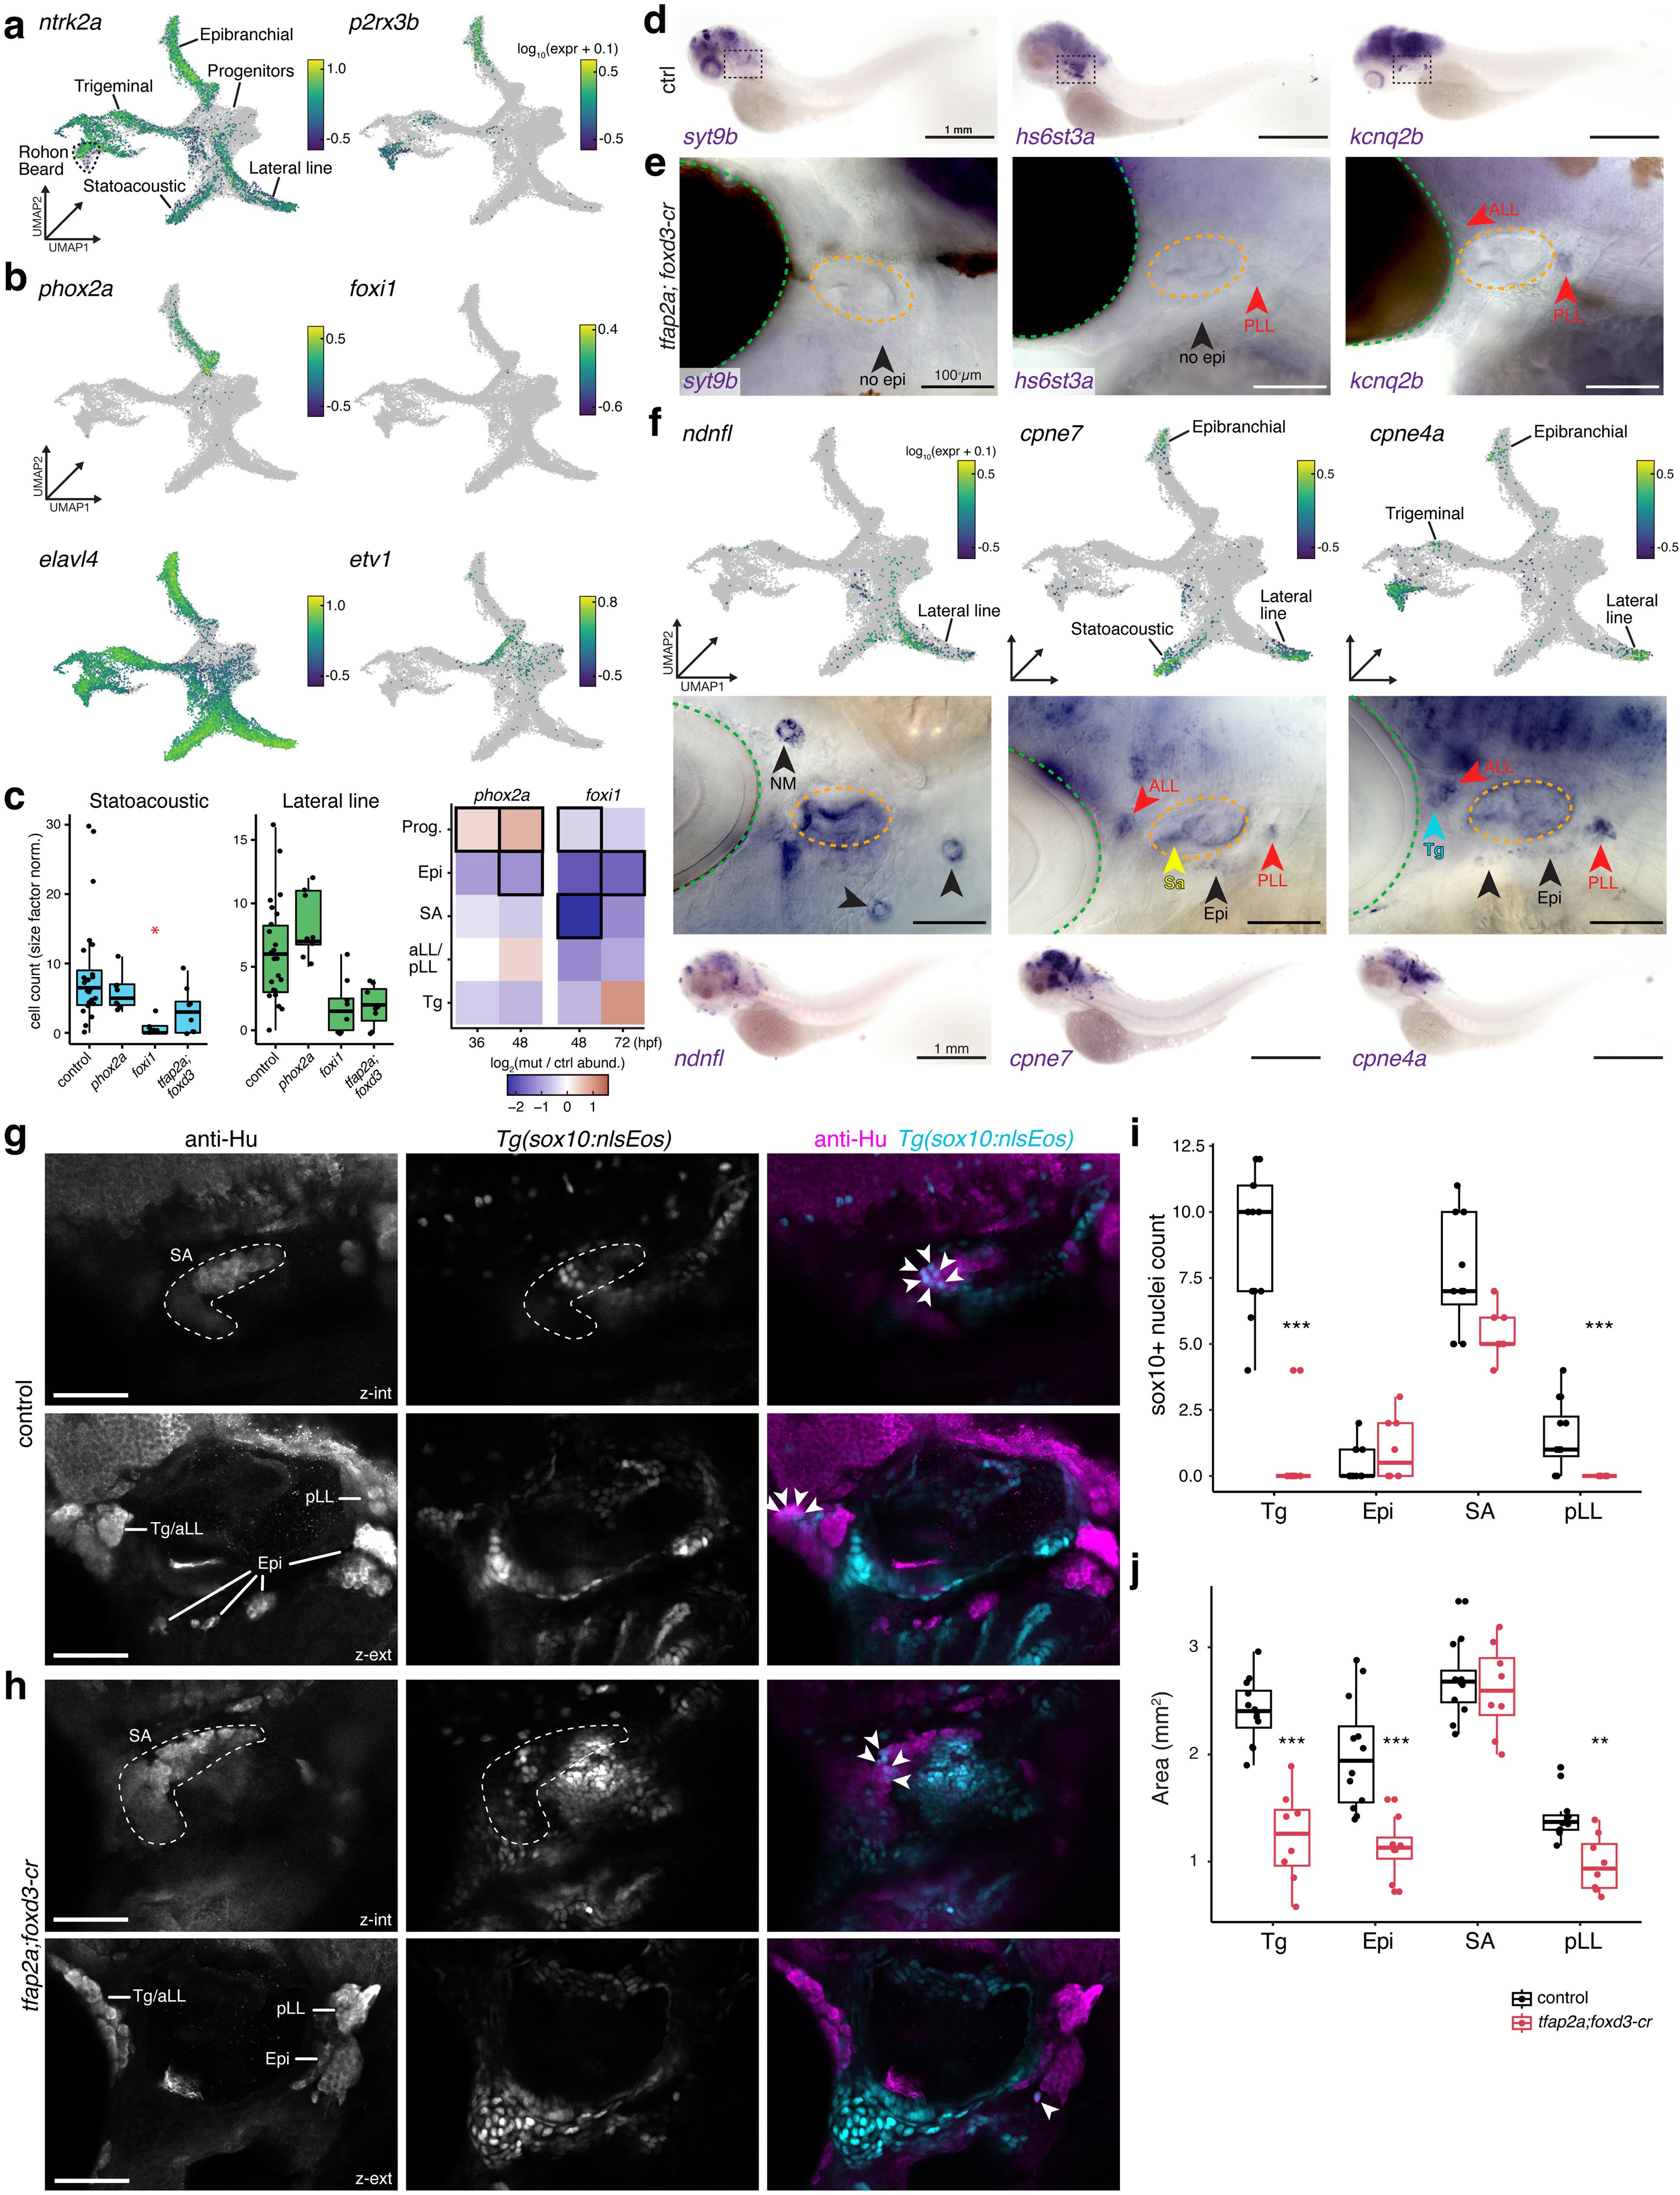 a
ntrk2a
p2rx3b
log10(expr + 0.1)
Epibranchial
Progenitors
Trigeminal
Rohon
Beard
Statoacoustic
Lateral line
1.0
-0.5
0.5
-0.5
UMAP2
UMAP1
b
phox2a
foxi1
0.5
-0.5
0.4
-0.6
UMAP2
UMAP1
elavl4
etv1
1.0
-0.5
0.8
-0.5
c
Statoacoustic
Lateral line
cell count (size factor norm.)
30
20
10
0
15
10
5
0
*
control
phox2a
foxi1
tfap2a;
foxd3
control
phox2a
foxi1
tfap2a;
foxd3
phox2a
foxi1
Prog.
Epi
SA
aLL/
pLL
Tg
36
48
48
72 (hpf)
log2(mut / ctrl abund.)
−2
−1
0
1
d
ctrl
syt9b
1 mm
hs6st3a
kcnq2b
e
tfap2a; foxd3-cr
no epi
syt9b
100 µm
PLL
no epi
hs6st3a
ALL
PLL
kcnq2b
f
ndnfl
cpne7
cpne4a
log10(expr + 0.1)
0.5
-0.5
Lateral line
UMAP2
UMAP1
Epibranchial
0.5
-0.5
Statoacoustic
Lateral
line
Epibranchial
Trigeminal
0.5
-0.5
Lateral
line
NM
ALL
Sa
Epi
PLL
ALL
Tg
Epi
PLL
ndnfl
1 mm
cpne7
cpne4a
g
anti-Hu
Tg(sox10:nlsEos)
anti-Hu Tg(sox10:nlsEos)
control
SA
z-int
pLL
Tg/aLL
Epi
z-ext
h
tfap2a;foxd3-cr
SA
z-int
Tg/aLL
pLL
Epi
z-ext
i
sox10+ nuclei count
12.5
10.0
7.5
5.0
2.5
0.0
***
***
Tg
Epi
SA
pLL
j
Area (mm2)
3
2
1
***
***
**
Tg
Epi
SA
pLL
control
tfap2a;foxd3-cr